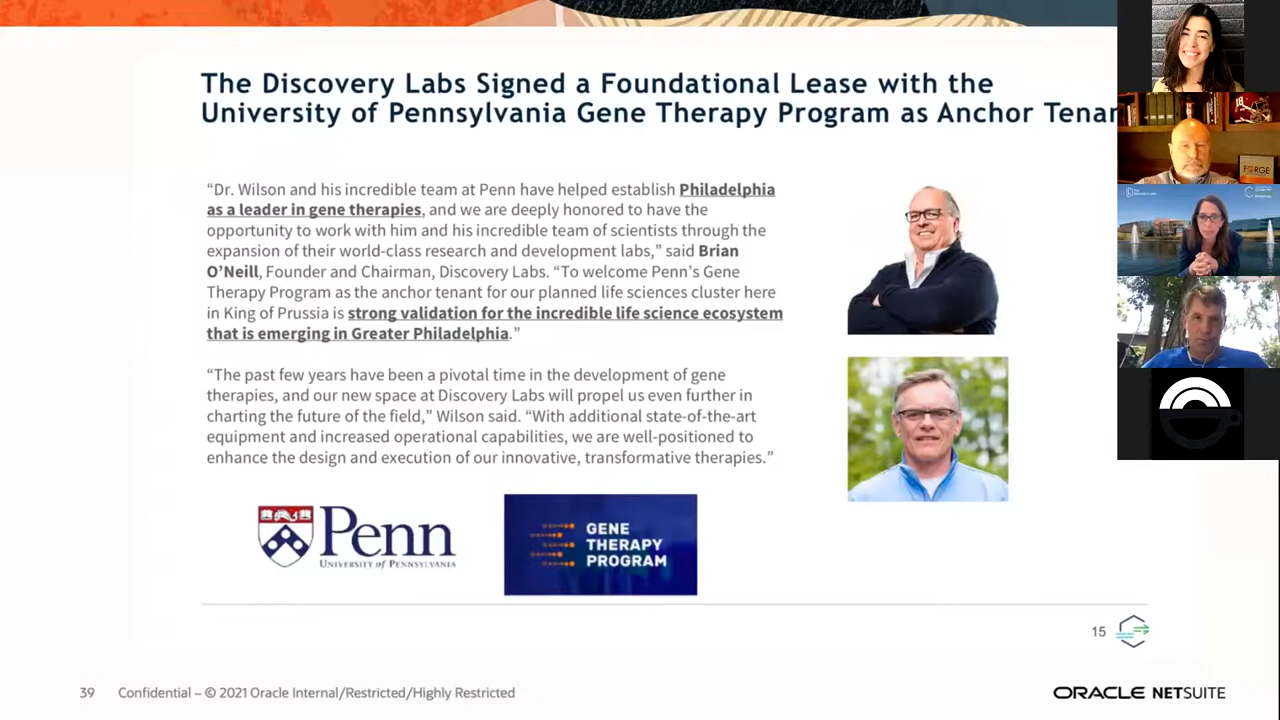 The Discovery Labs Signed a Foundational Lease with the
University of Pennsylvania Gene Therapy Program as Anchor
“Dr. Wilson and his incredible team at Penn have helped establish Philadelphia
as a leader in gene therapies, and we are deeply honored to have the
opportunity to work with him and his incredible team of scientists through the
expansion of their world-class research and development labs,” said Brian
O’Neill, Founder and Chairman, Discovery Labs. “To welcome Penn’s Gene
Therapy Program as the anchor tenant for our planned life sciences cluster here
in King of Prussia is strong validation for the incredible life science ecosystem
that is emerging in Greater Philadelphia.”
“The past few years have been a pivotal time in the development of gene
therapies, and our new space at Discovery Labs will propel us even further in
charting the future of the field,” Wilson said. “With additional state-of-the-art
equipment and increased operational capabilities, we are well-positioned to
enhance the design and execution of our innovative, transformative therapies.”
Penn
UNIVERSITY of PENNSYLVANIA
GENE
THERAPY
PROGRAM
15
39 Confidential – © 2021 Oracle Internal/Restricted/Highly Restricted
ORACLE NETSUITE
18
FORGE